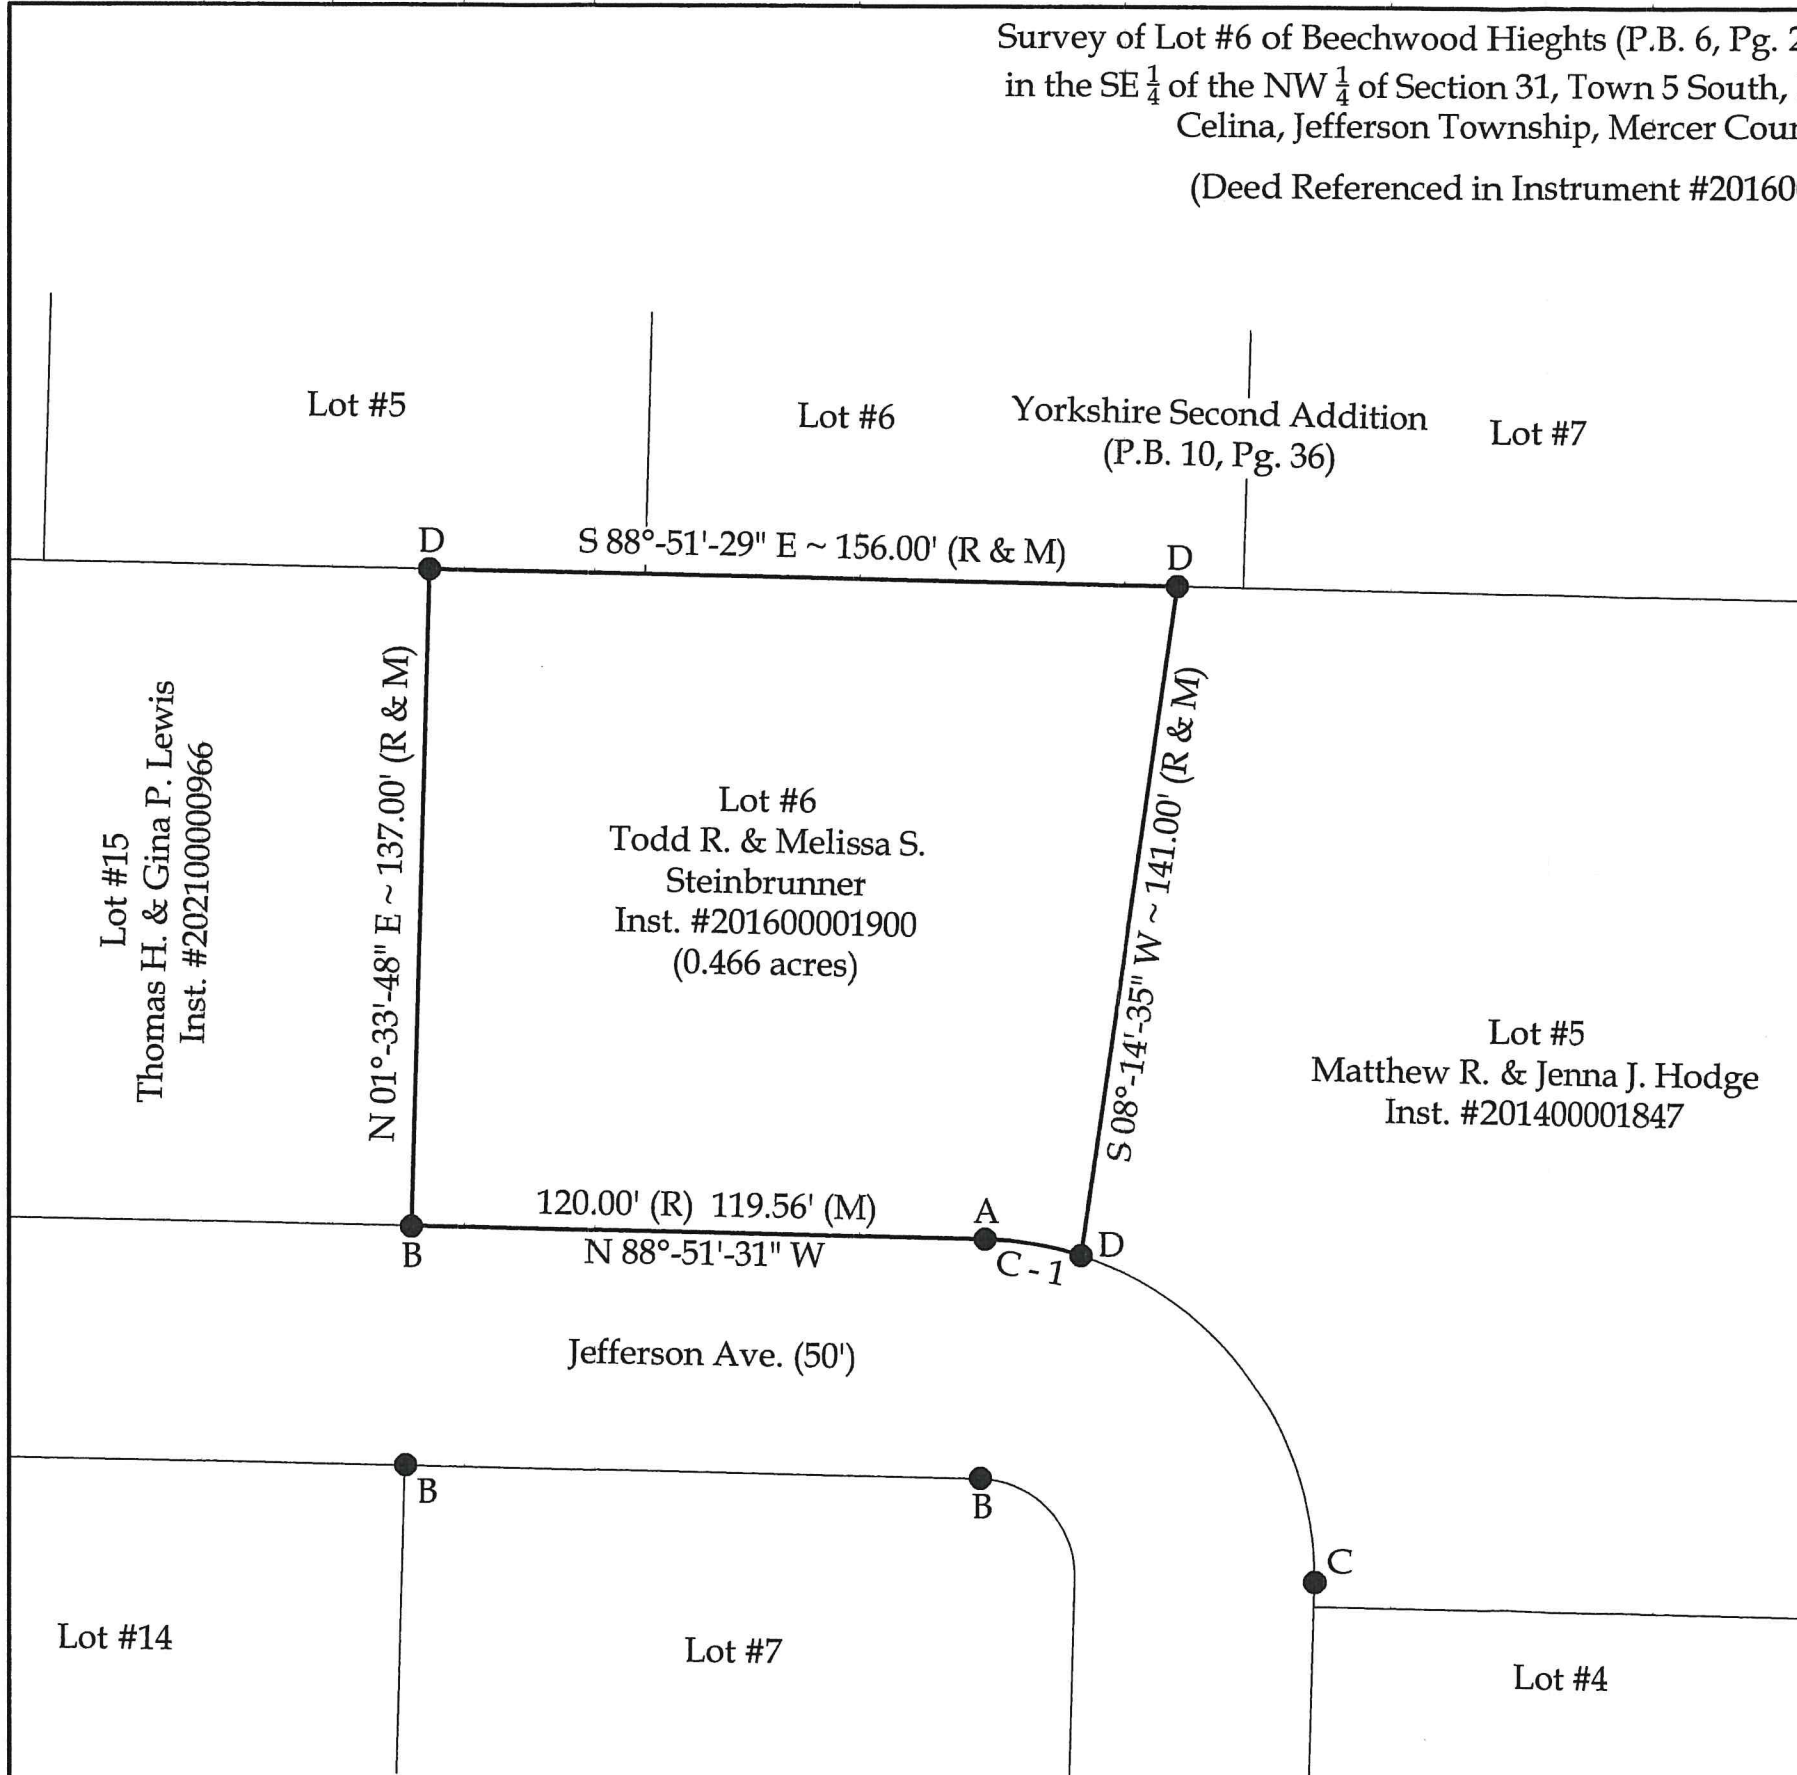 Survey of Lot #6 of Beechwood Hieghts (P.B. 6, Pg.
in the SE 1/4 of the NW 1/4 of Section 31, Town 5 South,
Celina, Jefferson Township, Mercer
(Deed Referenced in Instrument #20160
Lot #5
Lot #6
Yorkshire Second Addition
(P.B. 10, Pg. 36)
Lot #7
D
S 88°-51'-29" E ~ 156.00' (R & M)
D
Lot #15
Thomas H. & Gina P. Lewis
Inst. #202100000966
N 01°-33'-48" E ~ 137.00' (R & M)
Lot #6
Todd R. & Melissa S.
Steinbrunner
Inst. #201600001900
(0.466 acres)
S 08°-14'-35" W ~ 141.00' (R & M)
Lot #5
Matthew R. & Jenna J. Hodge
Inst. #201400001847
120.00' (R) 119.56' (M)
A
D
B
N 88°-51'-31" W
C - 1
Jefferson Ave. (50')
B
B
C
Lot #14
Lot #7
Lot #4